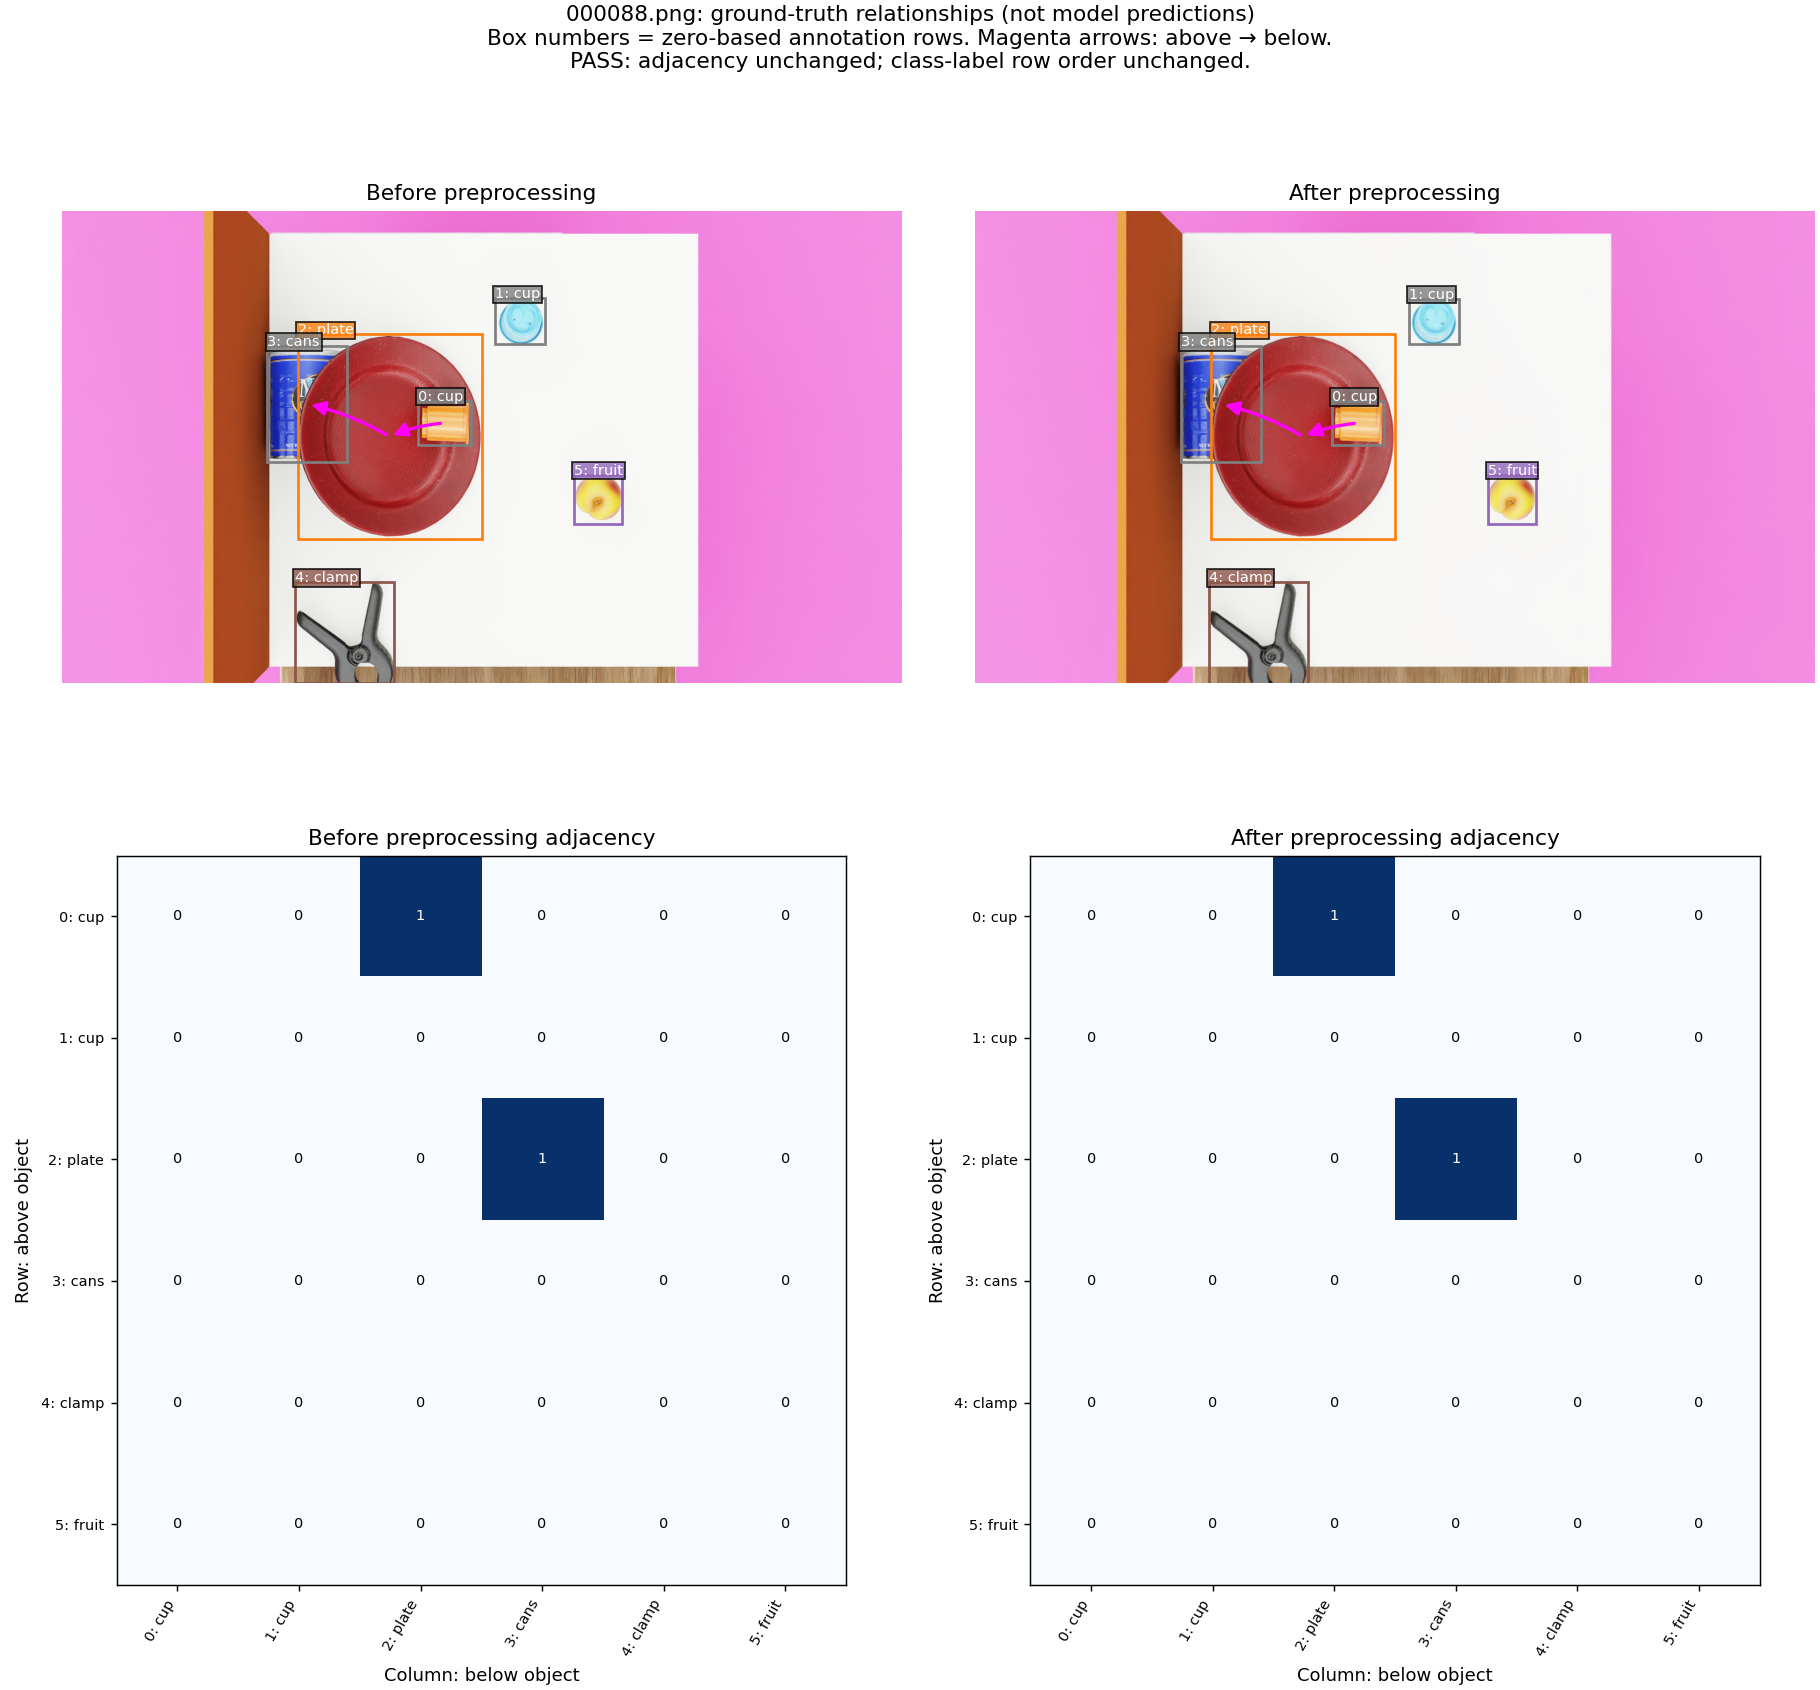 000088.png: ground-truth relationships (not model predictions)
Box numbers = zero-based annotation rows. Magenta arrows: above → below.
PASS: adjacency unchanged; class-label row order unchanged.
Before preprocessing
1: cup
2: plate
3: cans
0: cup
5: fruit
4: clamp
After preprocessing
1: cup
2: plate
3: cans
0: cup
5: fruit
4: clamp
Before preprocessing adjacency
Row: above object
0: cup 0 0 1 0 0 0
1: cup 0 0 0 0 0 0
2: plate 0 0 0 1 0 0
3: cans 0 0 0 0 0 0
4: clamp 0 0 0 0 0 0
5: fruit 0 0 0 0 0 0
0: cup 1: cup 2: plate 3: cans 4: clamp 5: fruit
Column: below object
After preprocessing adjacency
Row: above object
0: cup 0 0 1 0 0 0
1: cup 0 0 0 0 0 0
2: plate 0 0 0 1 0 0
3: cans 0 0 0 0 0 0
4: clamp 0 0 0 0 0 0
5: fruit 0 0 0 0 0 0
0: cup 1: cup 2: plate 3: cans 4: clamp 5: fruit
Column: below object